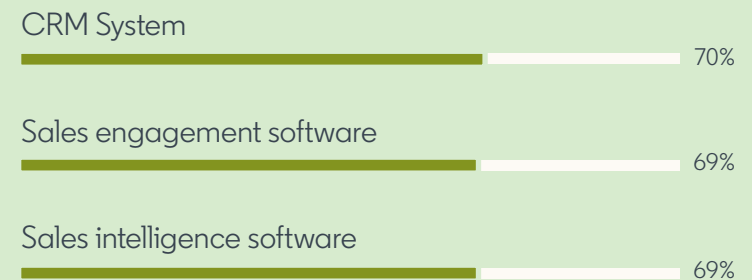 CRM System
70%
Sales engagement software
69%
Sales intelligence software
69%